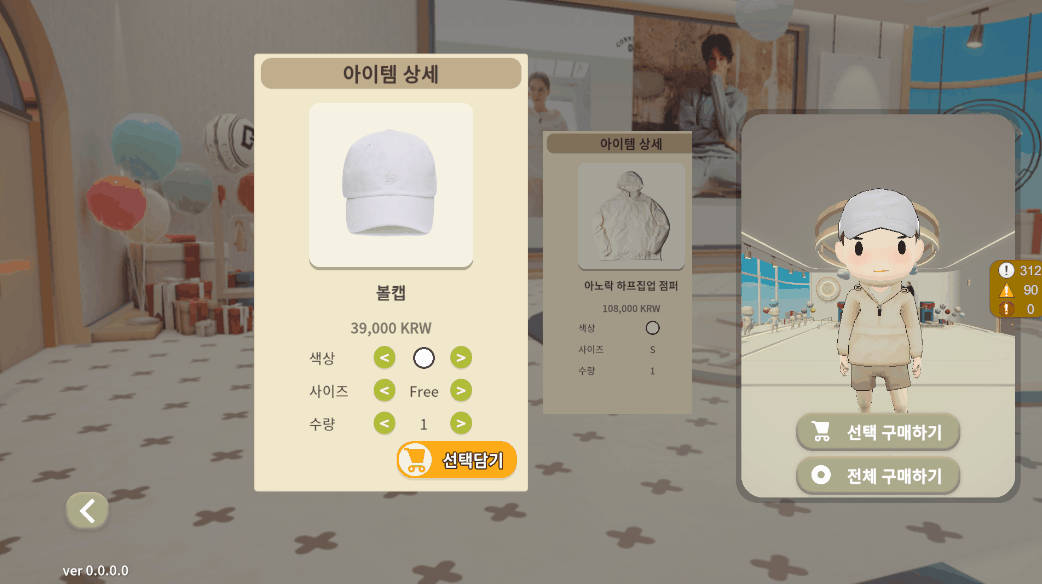 아이템 상세
볼캡
39,000 KRW
색상
<
>
사이즈
<
Free
>
수량
<
1
>
선택담기
아이템 상세
아노락 하프집업 점퍼
108,000 KRW
색상
사이즈
S
수량
1
선택 구매하기
전체 구매하기
312
90
0
ver 0.0.0.0